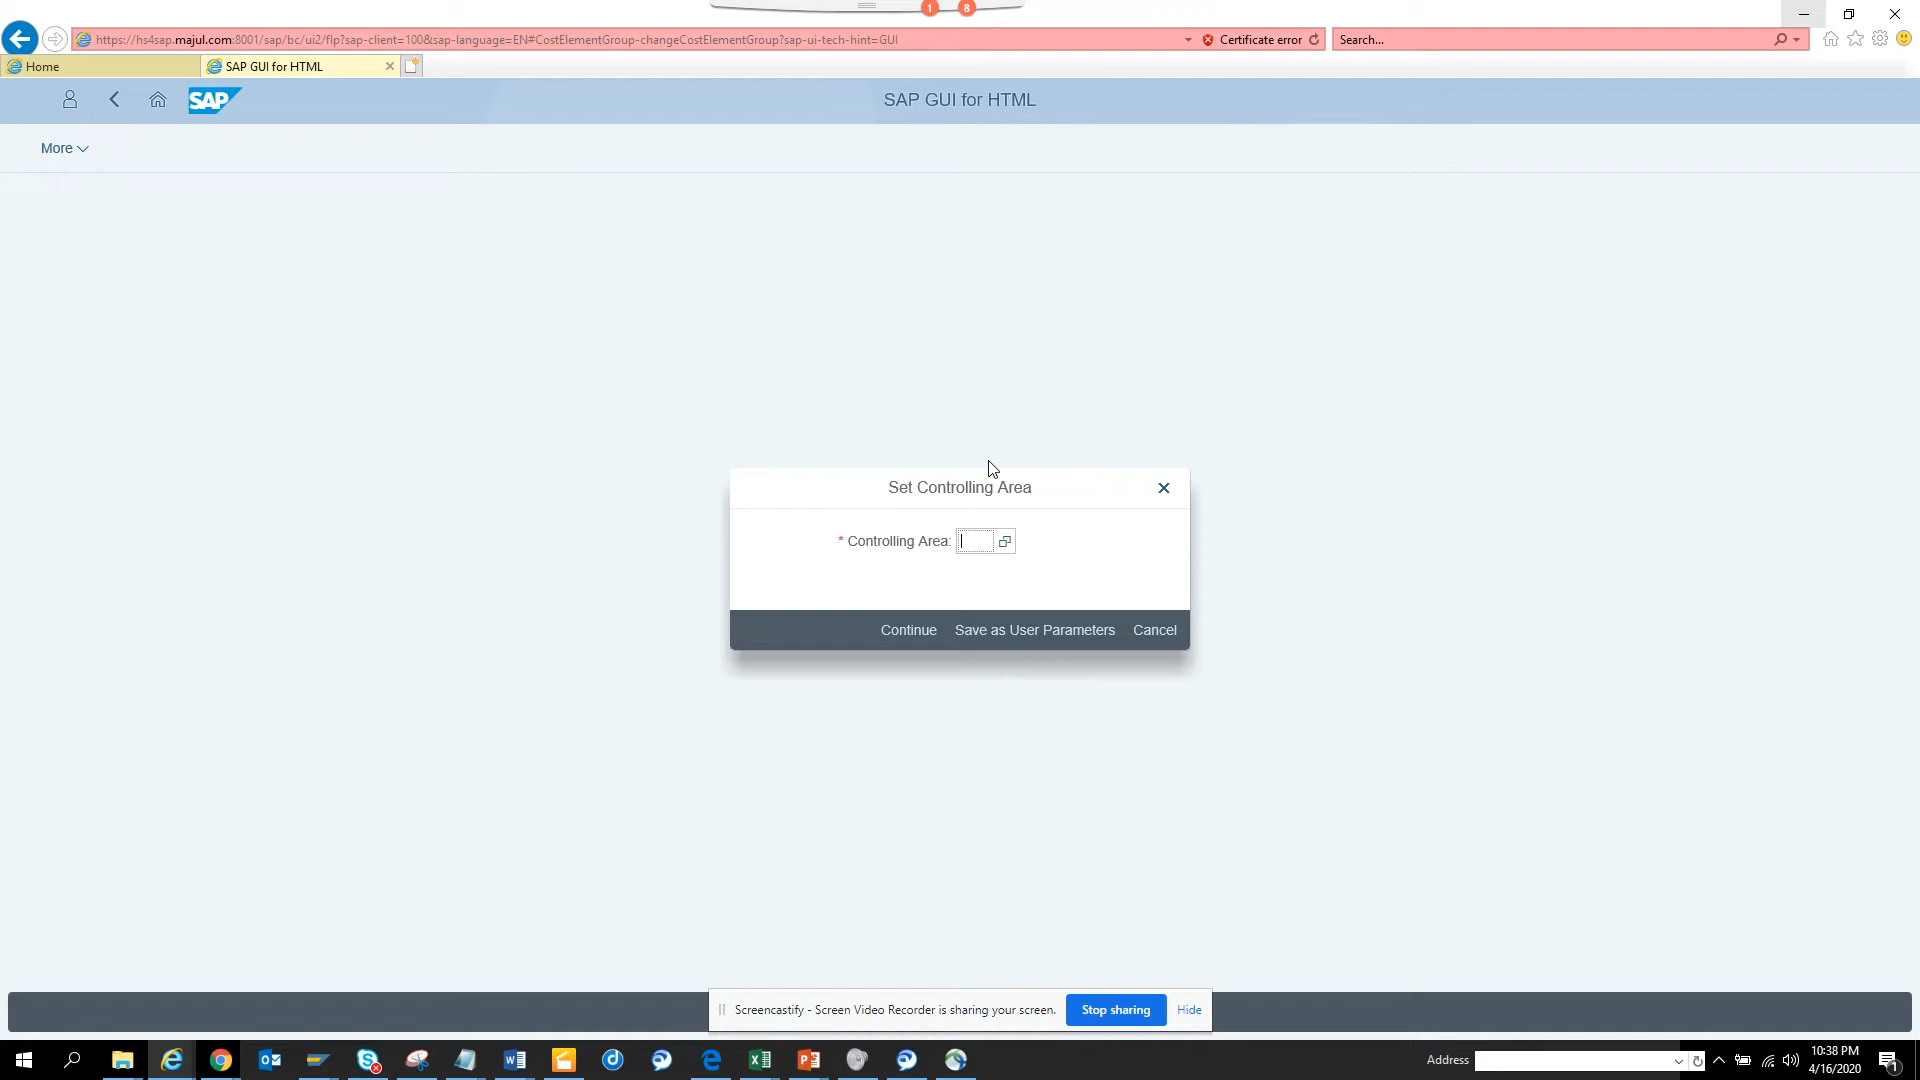 1 8
https://hs4sap.majul.com:8001/sap/bc/ui2/flp?sap-client=100&sap-language=EN#CostElementGroup-changeCostElementGroup?sap-ui-tech-hint=GUI
Certificate error
Search...
Home
SAP GUI for HTML
SAP
SAP GUI for HTML
More
Set Controlling Area
* Controlling Area:
Continue Save as User Parameters Cancel
Screencastify - Screen Video Recorder is sharing your screen. Stop sharing Hide
Address
10:38 PM
4/16/2020
1